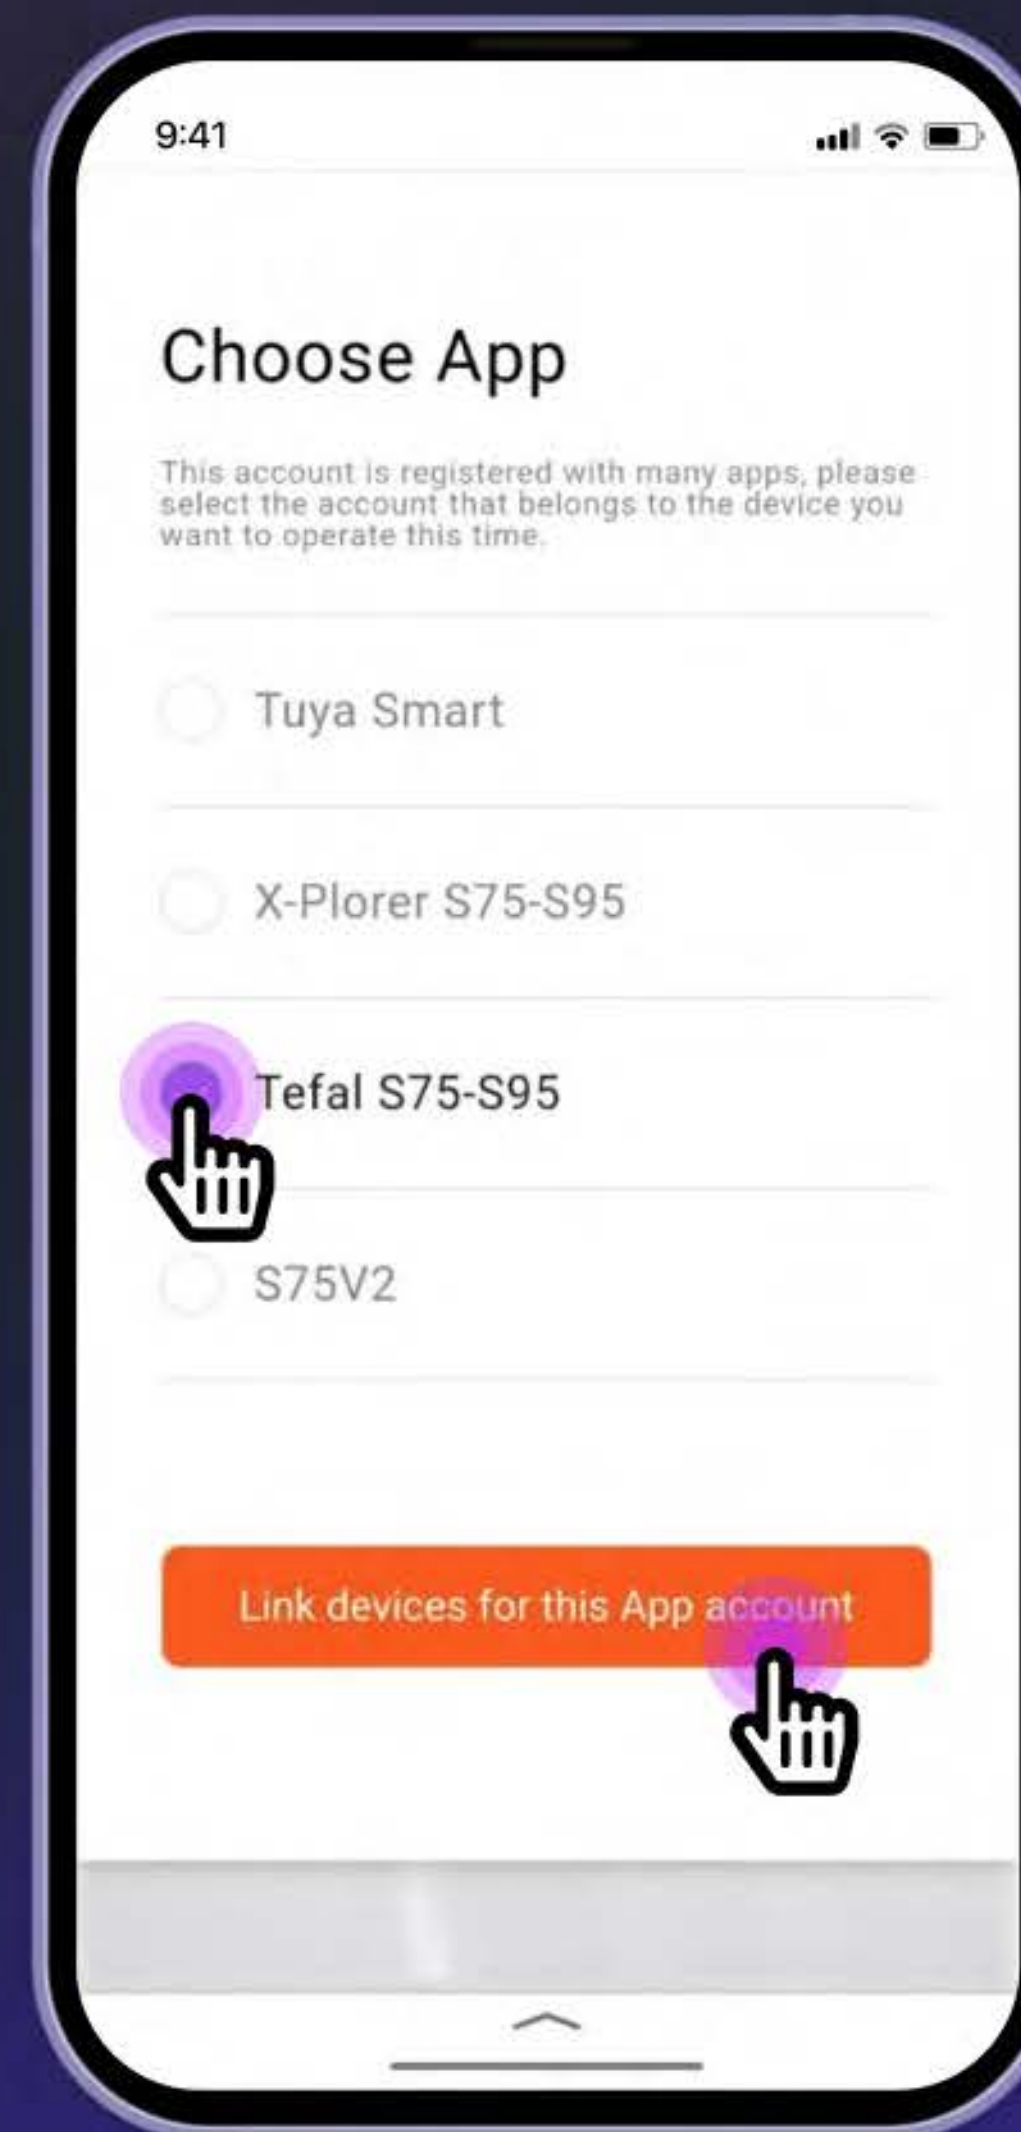 9:41
Choose App
This account is registered with many apps, please
select the account that belongs to the device you
want to operate this time.
Tuya Smart
X-Plorer S75-S95
Tefal S75-S95
S75V2
Link devices for this App account